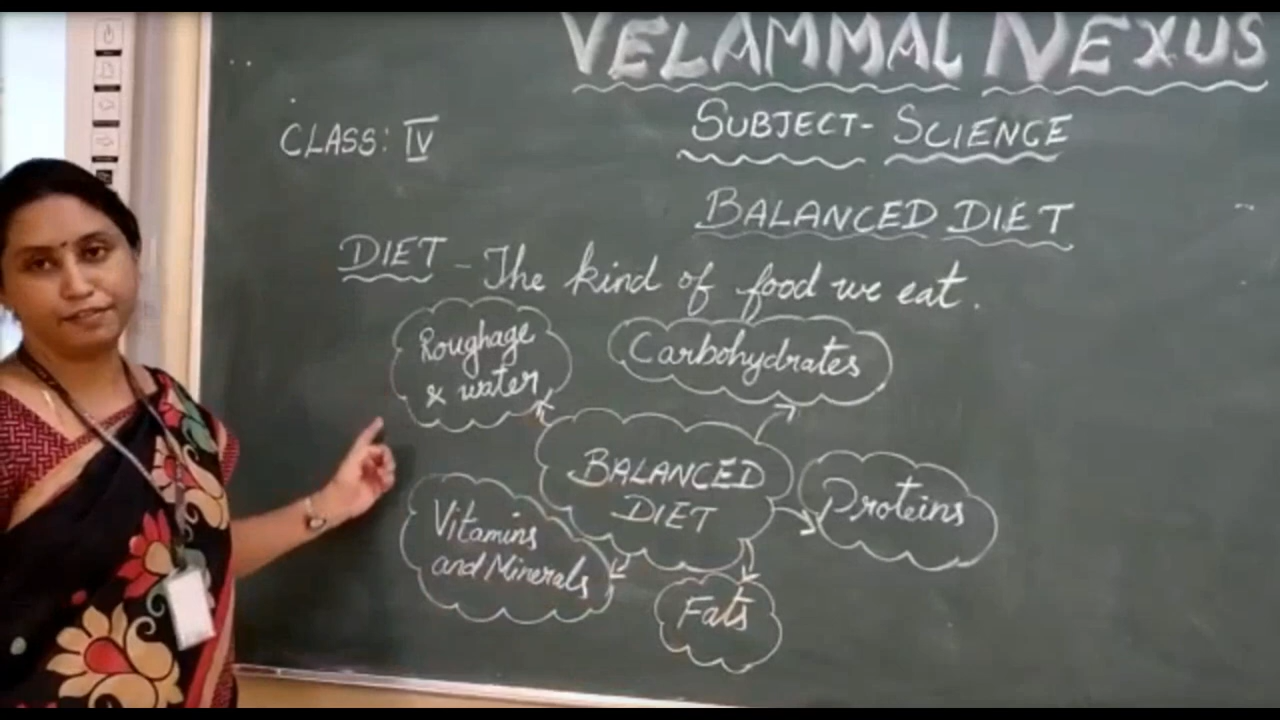 VELAMMAL NEXUS
CLASS: IV
SUBJECT- SCIENCE
BALANCED DIET
DIET - The kind of food we eat.
Roughage
& water
Carbohydrates
BALANCED
DIET
Proteins
Vitamins
and Minerals
Fats